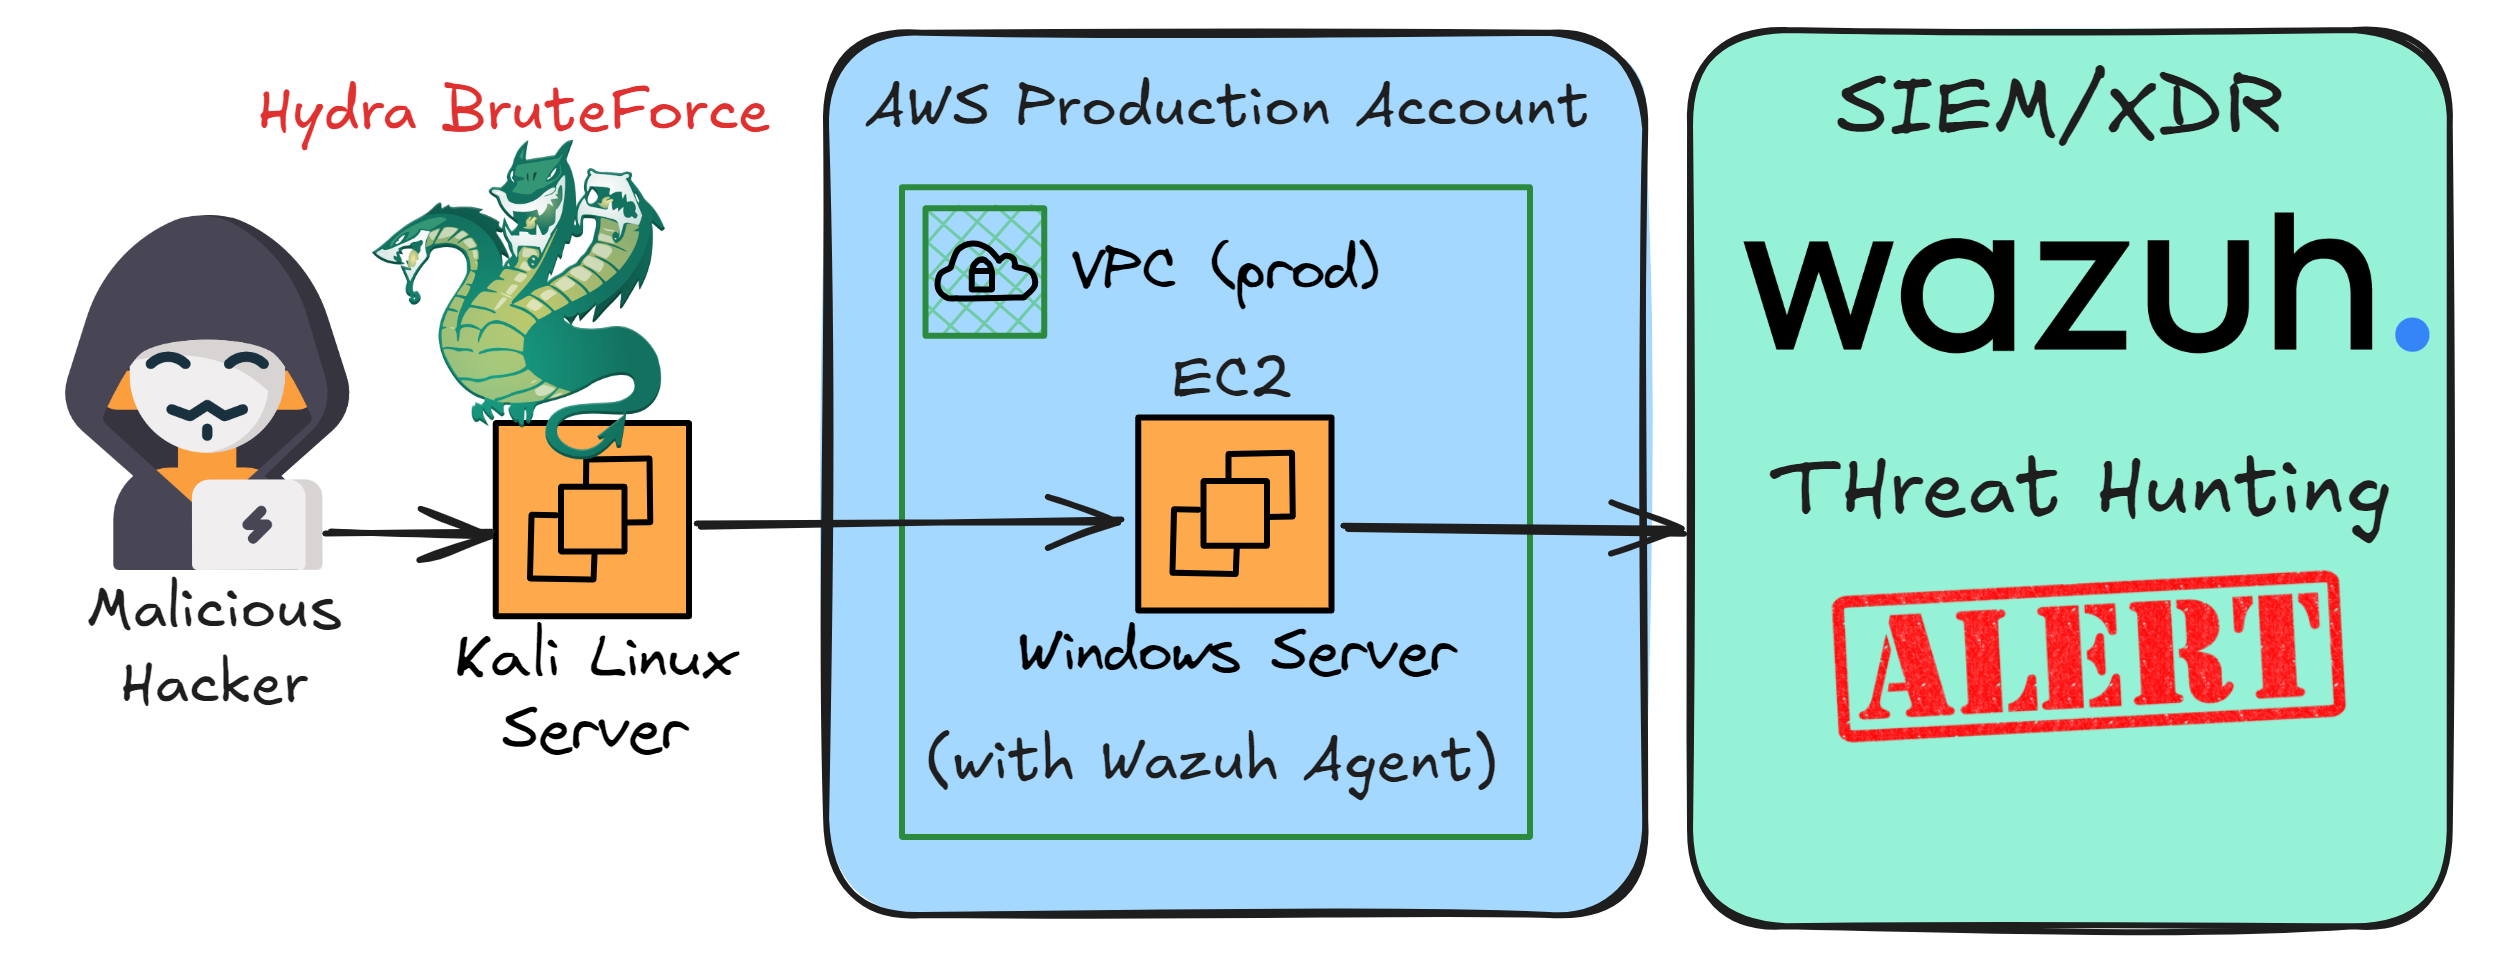 Hydra BruteForce
Malicious
Hacker
Kali Linux
Server
AWS Production Account
VPC (prod)
EC2
Windows Server
(with Wazuh Agent)
SIEM/XDR
wazuh.
THreat Hunting
ALERT